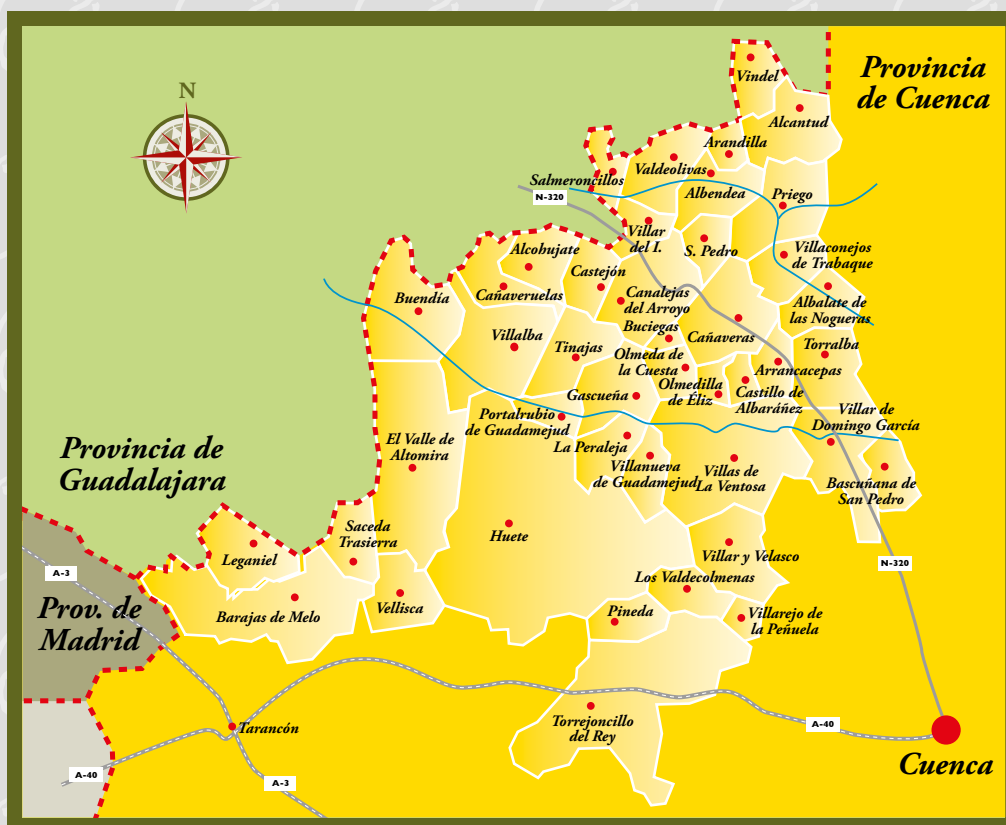 Provincia
de Cuenca
N
Vindel
Alcantud
Arandilla
Valdeolivas
Salmeroncillos
Albendea
Priego
N-320
Villar
del I.
S. Pedro
Villaconejos
de Trabaque
Alcohujate
Castejón
Buendía
Cañaveruelas
Canalejas
del Arroyo
Albalate de
las Nogueras
Buciegas
Cañaveras
Villalba
Tinajas
Torralba
Olmeda de
la Cuesta
Arrancacepas
Olmedilla
de Éliz
Castillo de
Albaráñez
Gascueña
Portalrubio
de Guadamejud
Villar de
Domingo García
La Peraleja
El Valle de
Altomira
Villanueva
de Guadamejud
Villas de
La Ventosa
Bascuñana de
San Pedro
Provincia de
Guadalajara
Huete
Saceda
Trasierra
Leganiel
Villar y Velasco
N-320
A-3
Los Valdecolmenas
Prov. de
Madrid
Barajas de Melo
Vellisca
Pineda
Villarejo de
la Peñuela
Tarancón
Torrejoncillo
del Rey
A-40
Cuenca
A-40
A-3